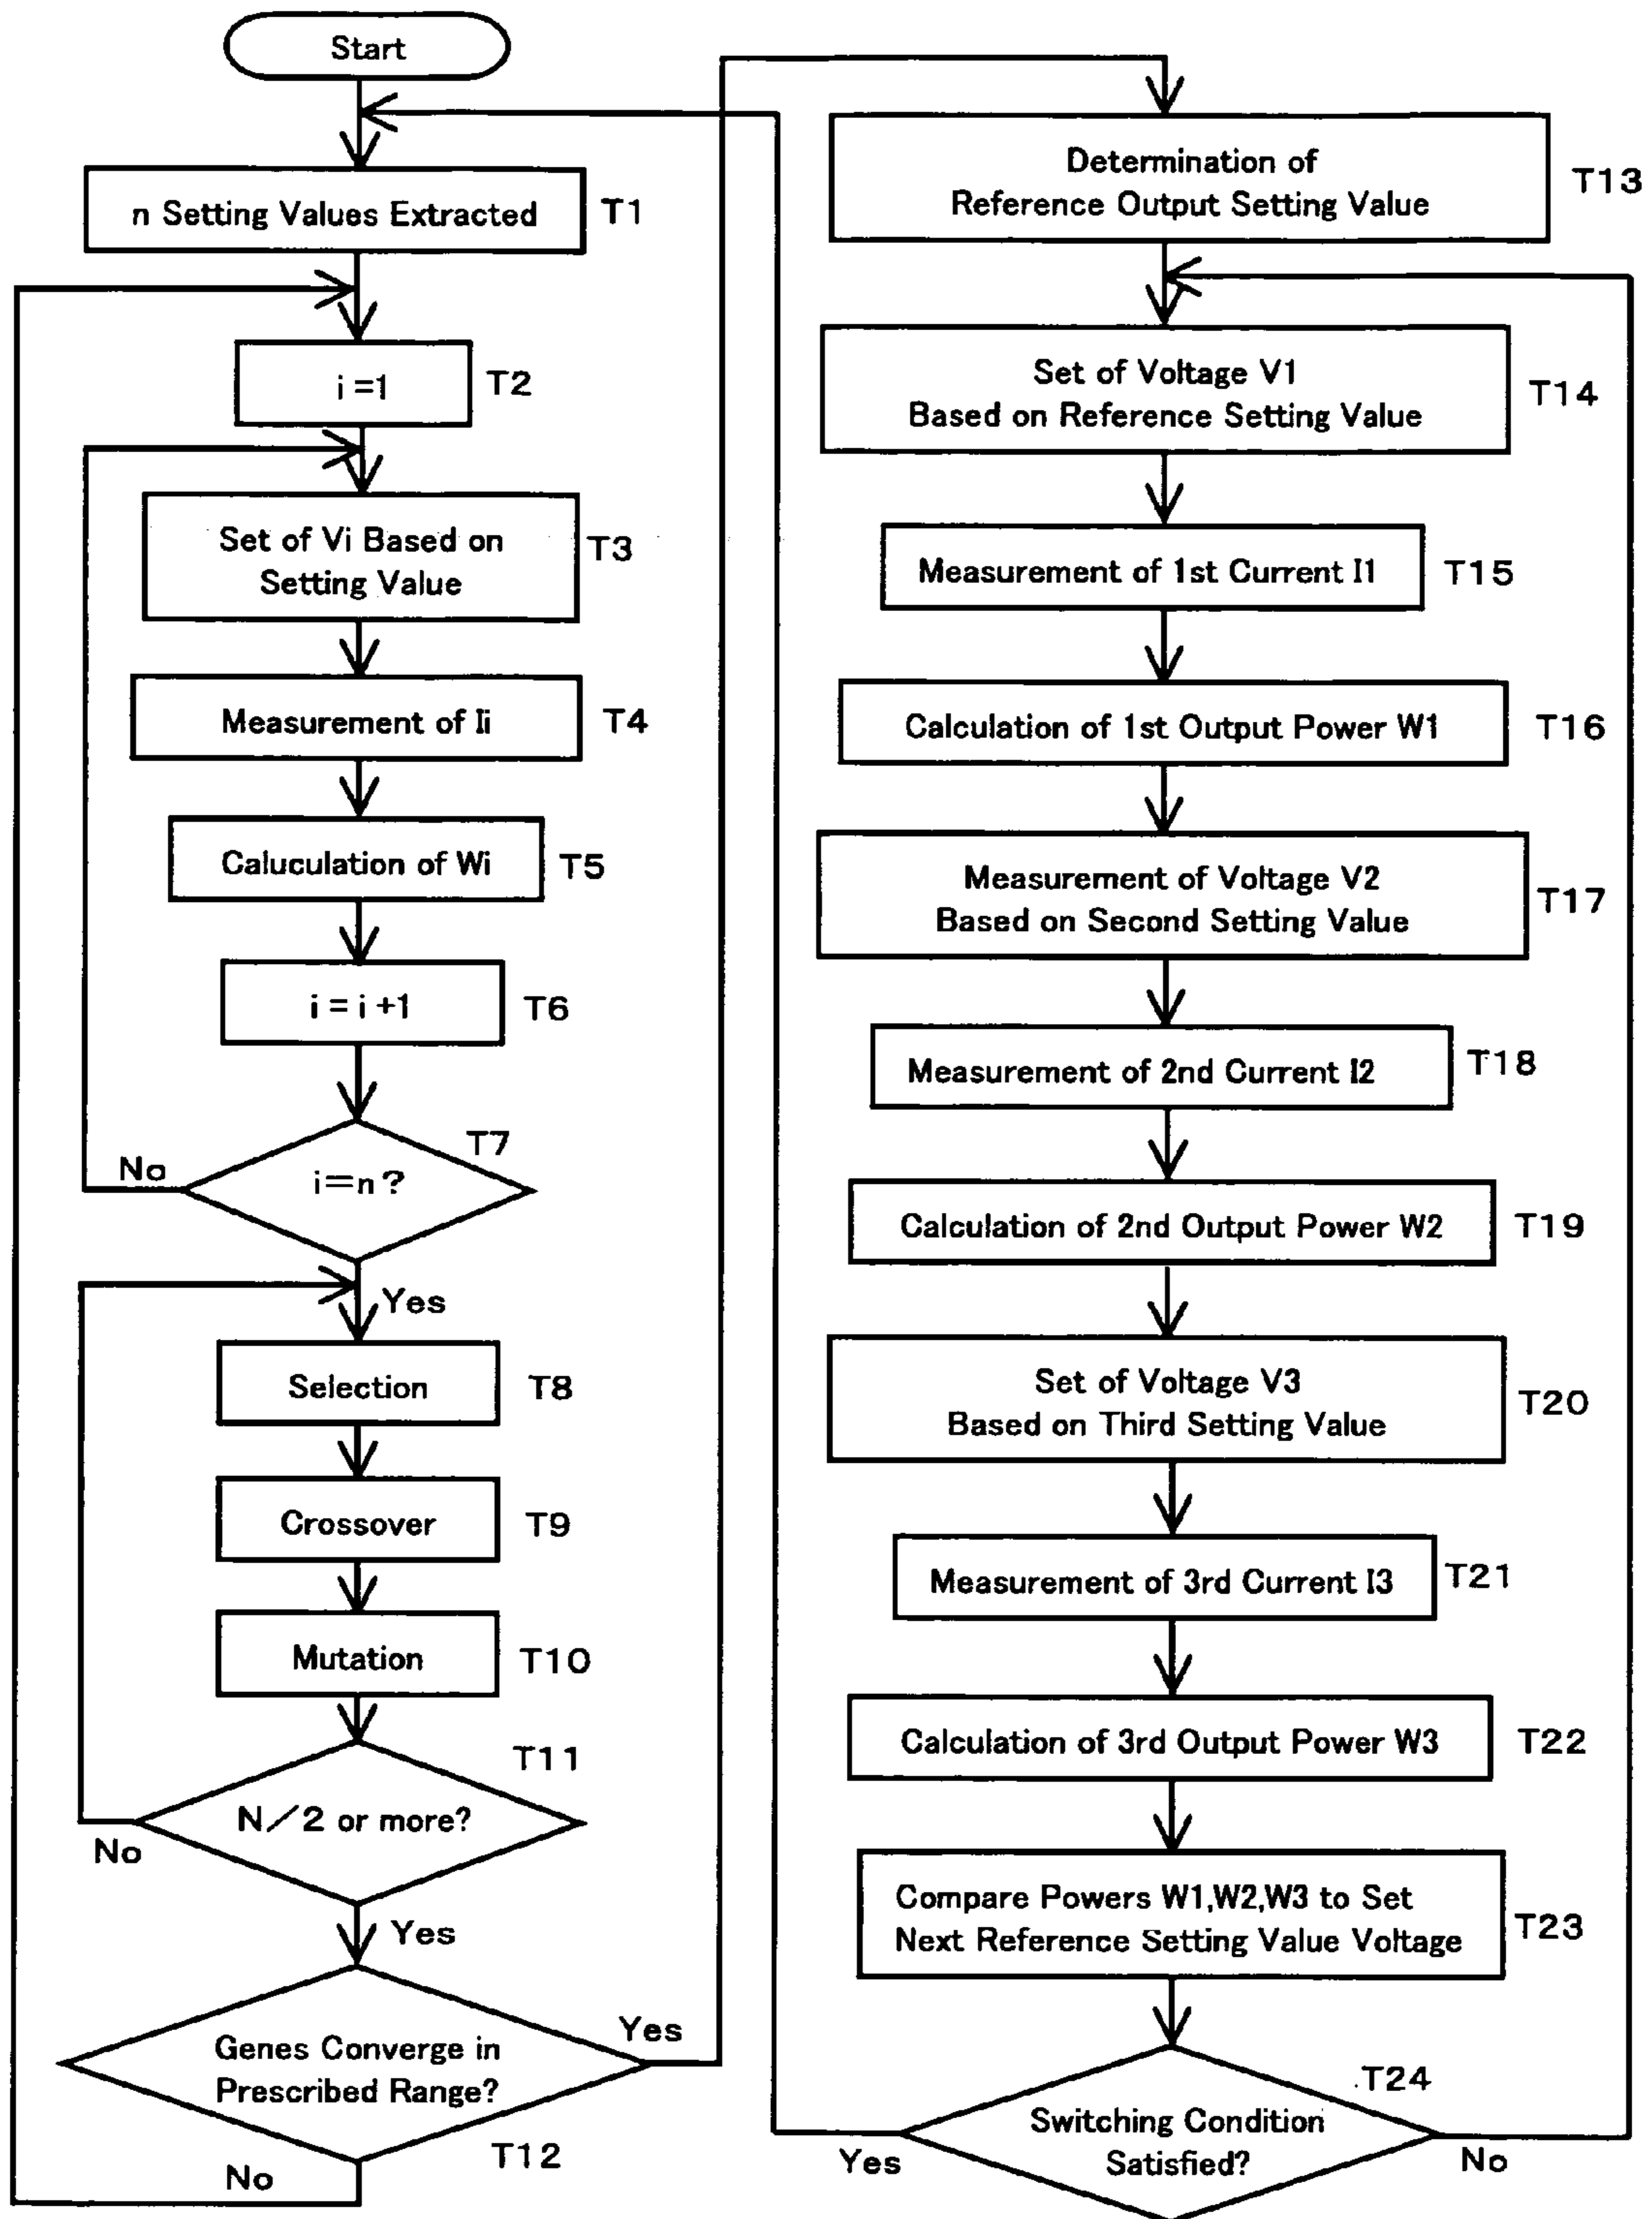 Start
n Setting Values Extracted
T1
i =1
T2
Set of Vi Based on
Setting Value
T3
Measurement of Ii
T4
Caluculation of Wi
T5
i = i +1
T6
T7
i=n ?
No
Yes
Selection
T8
Crossover
T9
Mutation
T10
T11
N/2 or more?
No
Yes
Genes Converge in
Prescribed Range?
Yes
T12
No
Determination of
Reference Output Setting Value
T13
Set of Voltage V1
Based on Reference Setting Value
T14
Measurement of 1st Current I1
T15
Calculation of 1st Output Power W1
T16
Measurement of Voltage V2
Based on Second Setting Value
T17
Measurement of 2nd Current I2
T18
Calculation of 2nd Output Power W2
T19
Set of Voltage V3
Based on Third Setting Value
T20
Measurement of 3rd Current I3
T21
Calculation of 3rd Output Power W3
T22
Compare Powers W1,W2,W3 to Set
Next Reference Setting Value Voltage
T23
T24
Switching Condition
Satisfied?
Yes
No